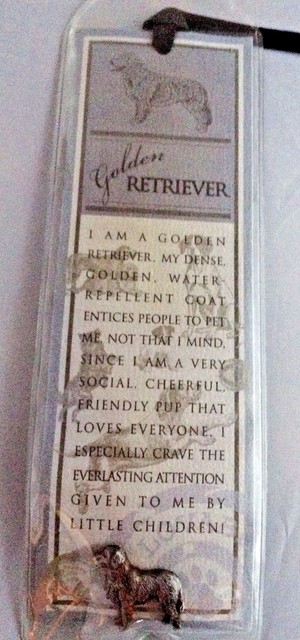 Golden
RETRIEVER
I AM A GOLDEN
RETRIEVER. MY DENSE,
GOLDEN, WATER-
REPELLENT COAT
ENTICES PEOPLE TO PET
ME, NOT THAT I MIND,
SINCE I AM A VERY
SOCIAL, CHEERFUL,
FRIENDLY PUP THAT
LOVES EVERYONE, I
ESPECIALLY CRAVE THE
EVERLASTING ATTENTION
GIVEN TO ME BY
LITTLE CHILDREN!